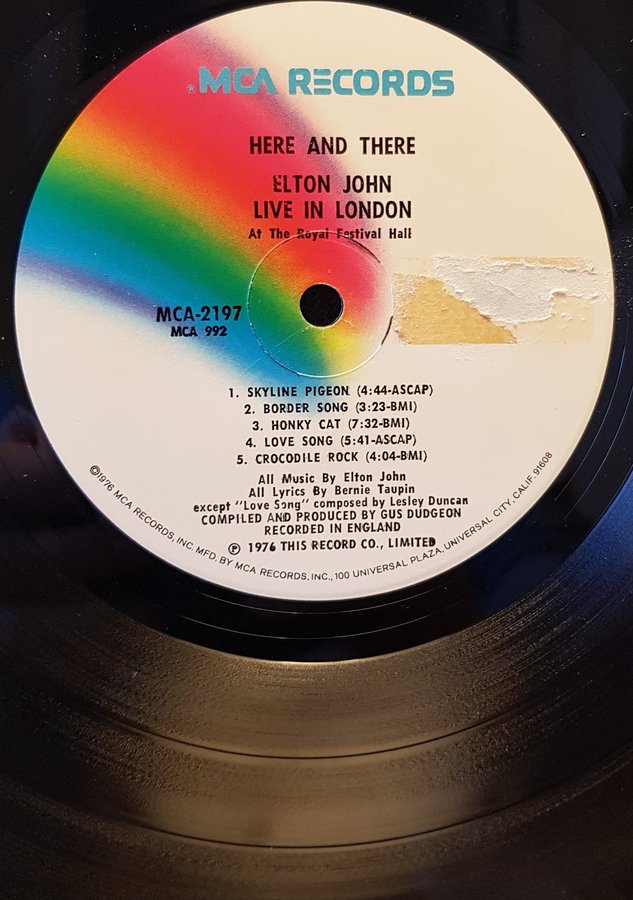 ® MCA RECORDS
HERE AND THERE
ELTON JOHN
LIVE IN LONDON
At The Royal Festival Hall
MCA-2197
MCA 992
1. SKYLINE PIGEON (4:44-ASCAP)
2. BORDER SONG (3:23-BMI)
3. HONKY CAT (7:32-BMI)
4. LOVE SONG (5:41-ASCAP)
5. CROCODILE ROCK (4:04-BMI)
All Music By Elton John
All Lyrics By Bernie Taupin
except "Love Song" composed by Lesley Duncan
COMPILED AND PRODUCED BY GUS DUDGEON
RECORDED IN ENGLAND
℗ 1976 THIS RECORD CO., LIMITED
©1976 MCA RECORDS, INC. MFD. BY MCA RECORDS, INC., 100 UNIVERSAL PLAZA, UNIVERSAL CITY, CALIF. 91608